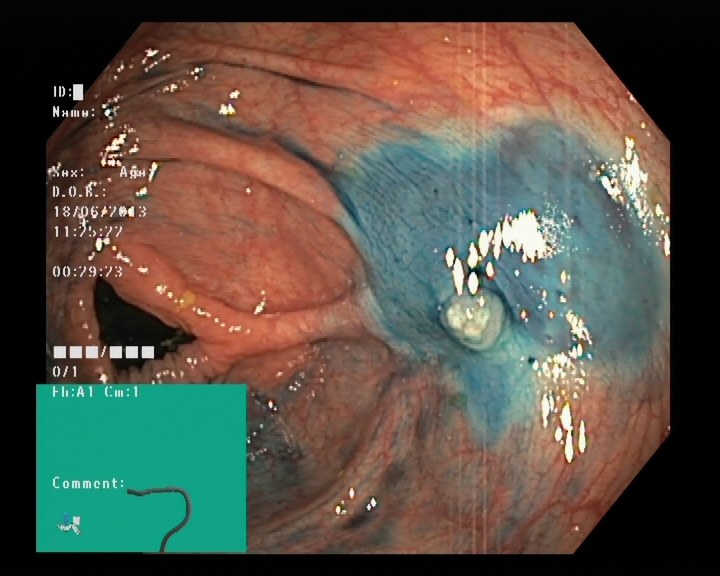 ID:
Name:
Sex: Age:
D.O.B.:
18/06/2013
11:25:22
00:29:23
/
0/1
Eh:A1 Cm:1
Comment: